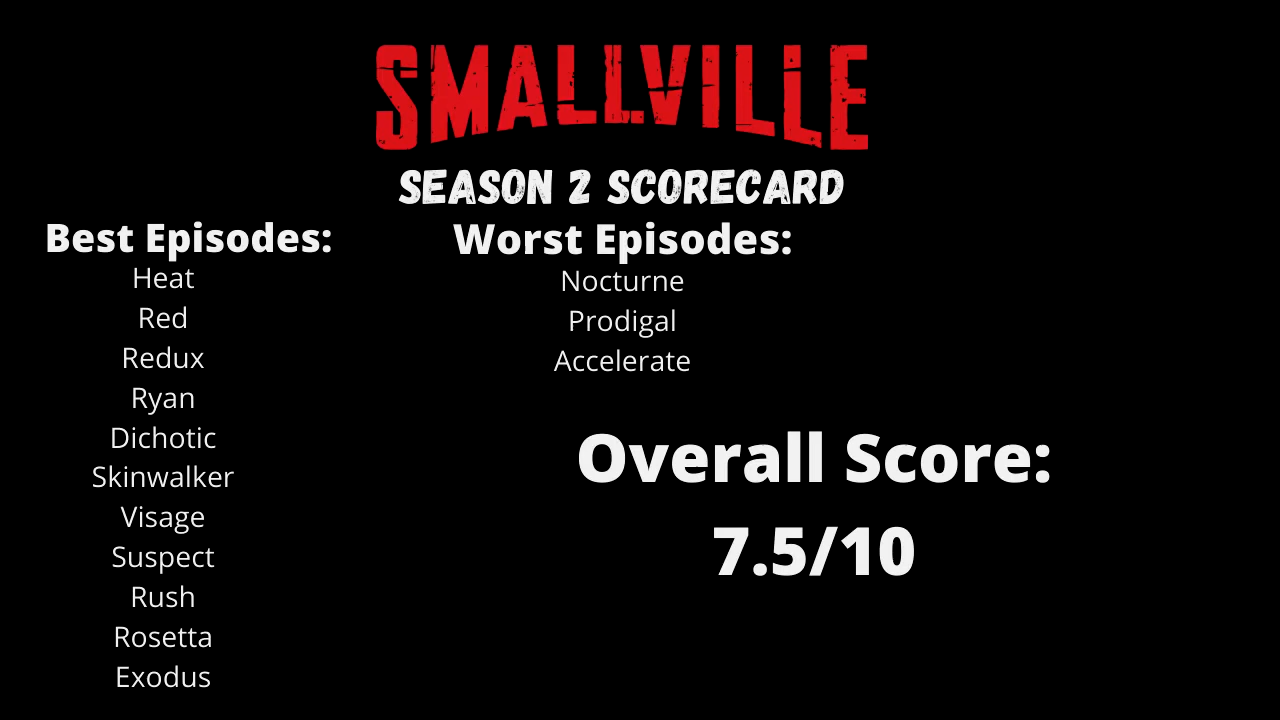 SMALLVILLE
SEASON 2 SCORECARD
Best Episodes:
Heat
Red
Redux
Ryan
Dichotic
Skinwalker
Visage
Suspect
Rush
Rosetta
Exodus
Worst Episodes:
Nocturne
Prodigal
Accelerate
Overall Score:
7.5/10